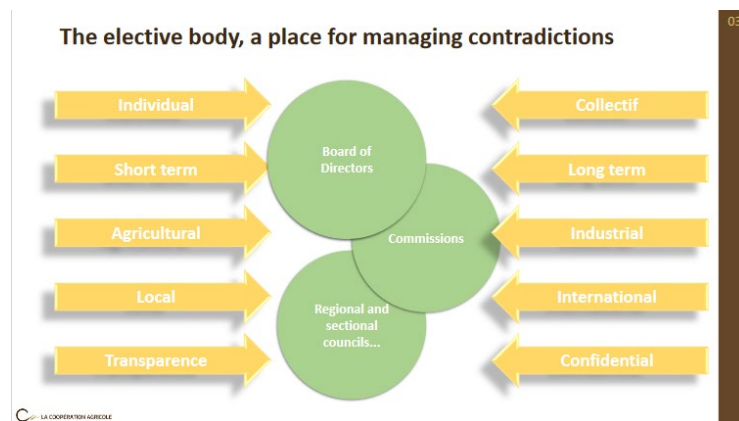 03
The elective body, a place for managing contradictions
Individual
Collectif
Board of
Directors
Short term
Long term
Agricultural
Commissions
Industrial
Local
International
Regional and
sectional
councils...
Transparence
Confidential
LA COOPÉRATION AGRICOLE